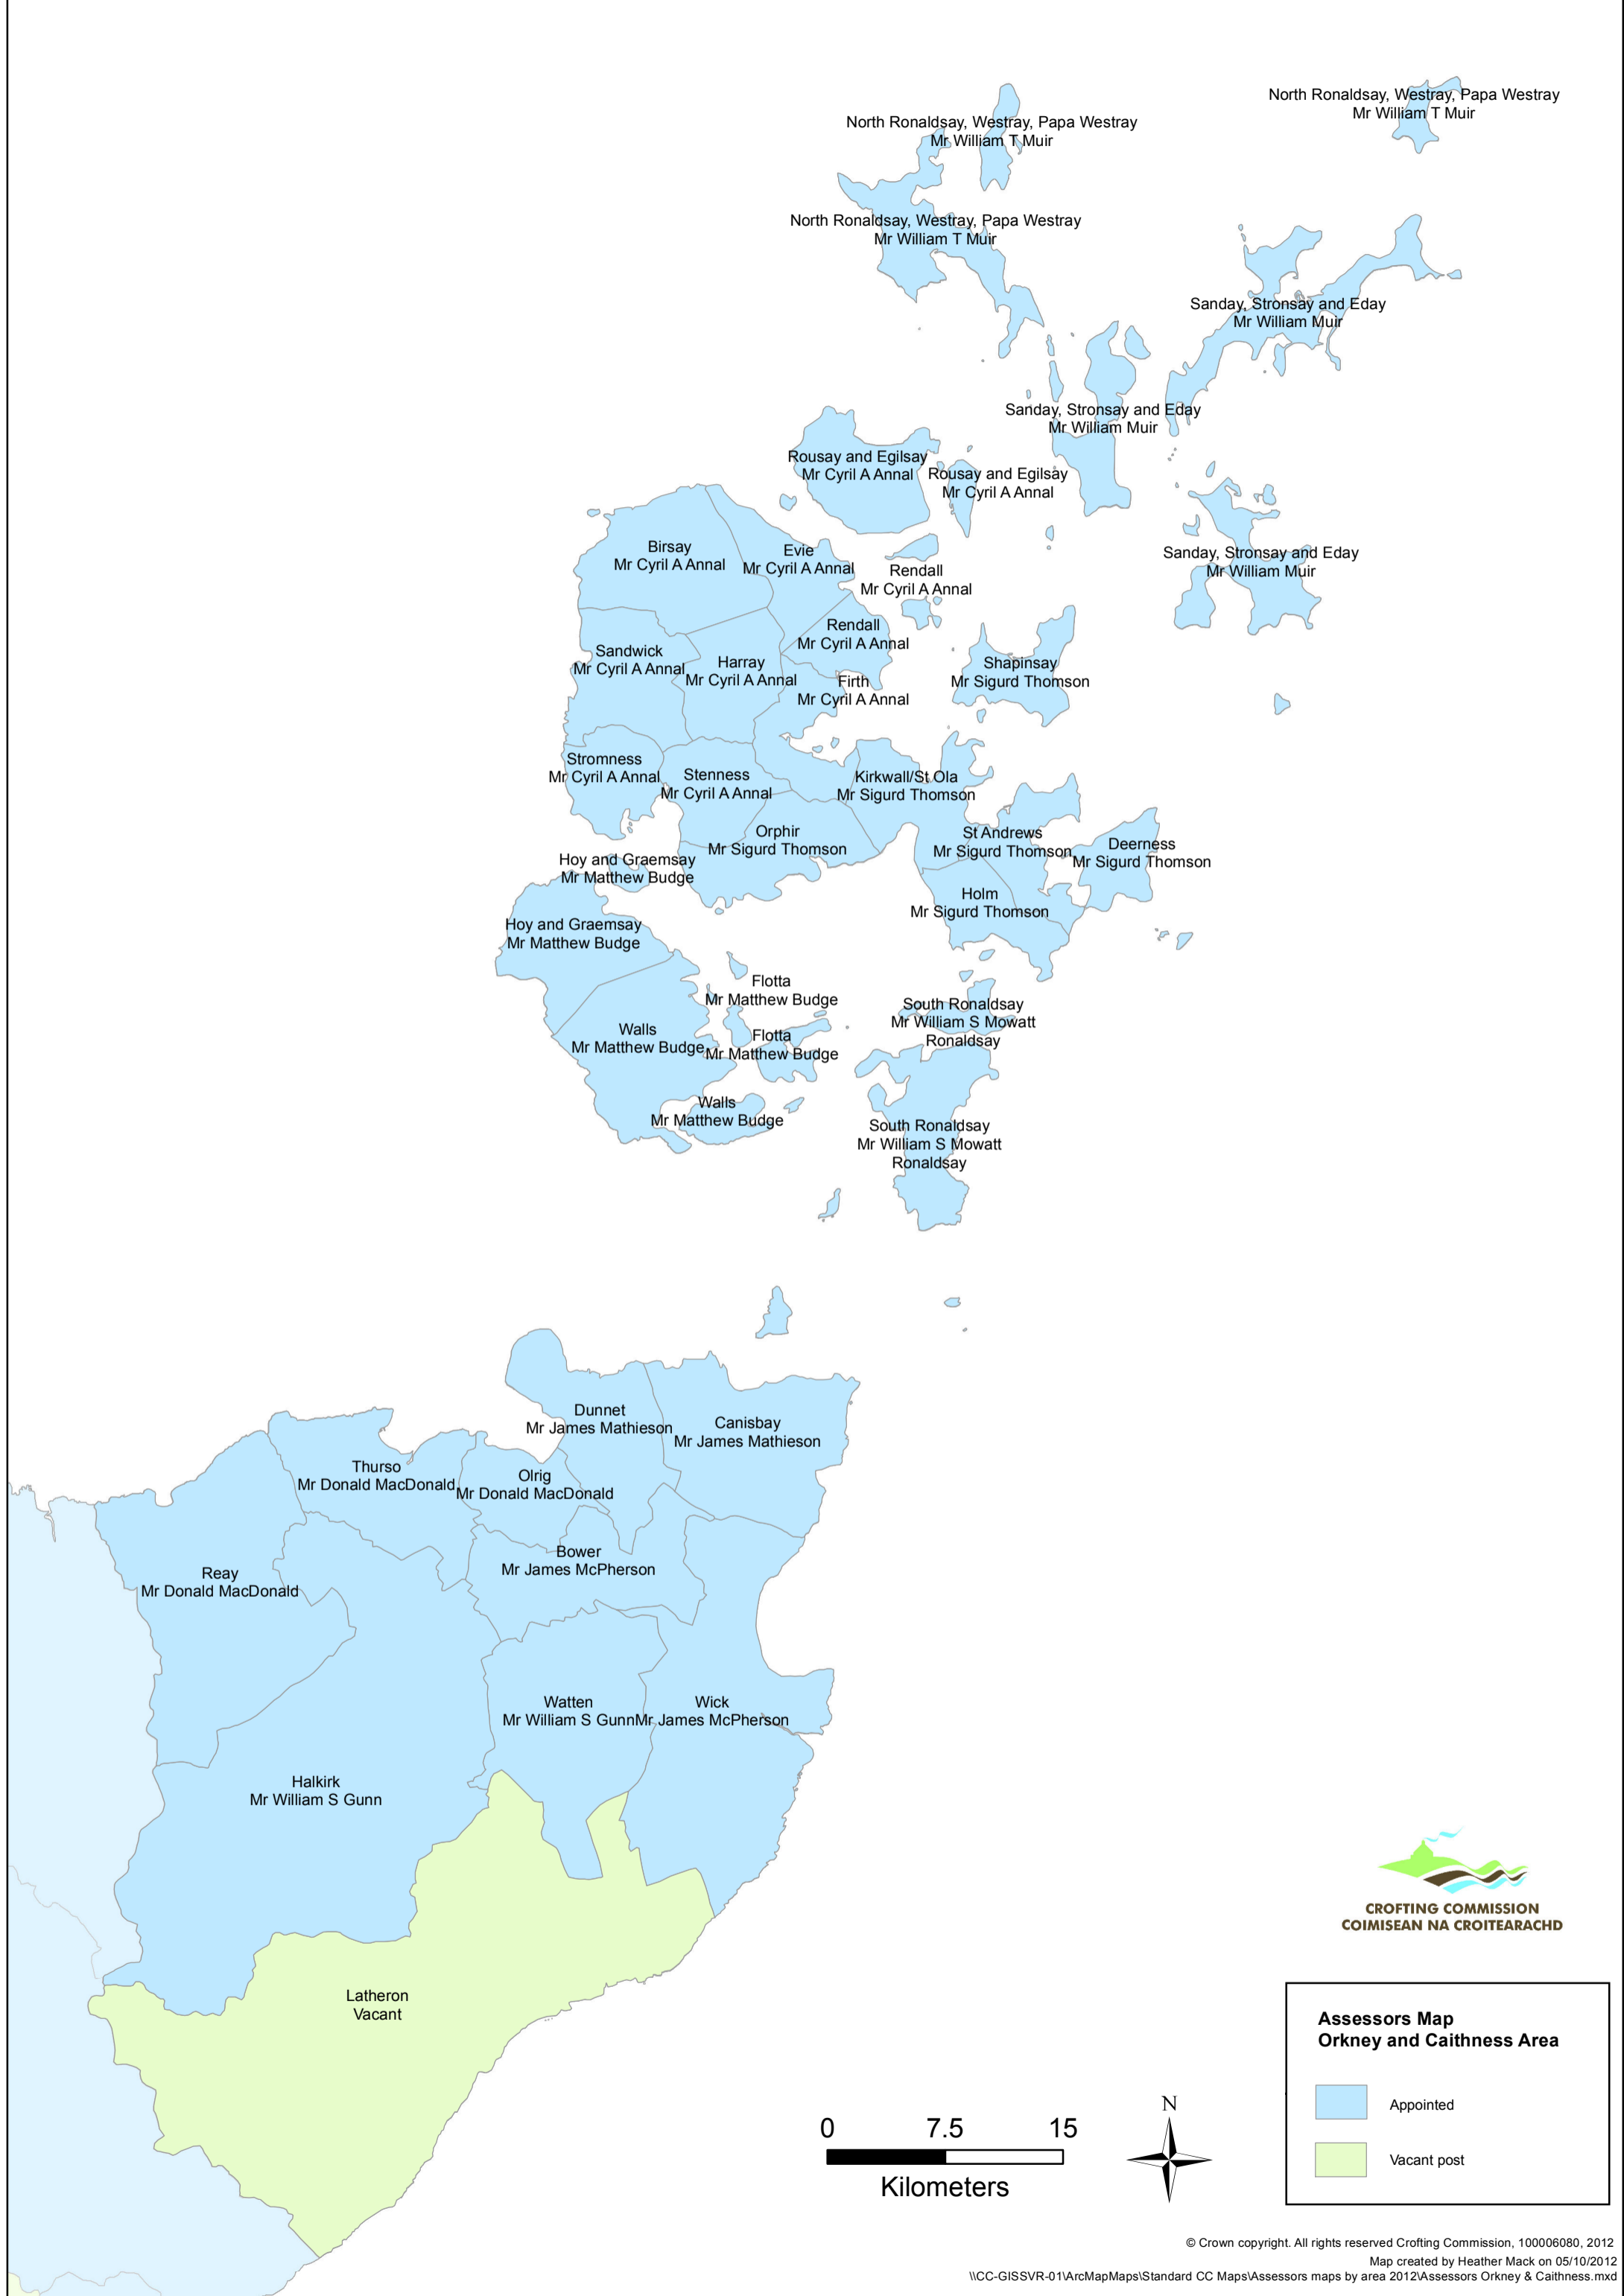 North Ronaldsay, Westray, Papa Westray
Mr William T Muir
North Ronaldsay, Westray, Papa Westray
Mr William T Muir
North Ronaldsay, Westray, Papa Westray
Mr William T Muir
Sanday, Stronsay and Eday
Mr William Muir
Sanday, Stronsay and Eday
Mr William Muir
Rousay and Egilsay
Mr Cyril A Annal
Rousay and Egilsay
Mr Cyril A Annal
Sanday, Stronsay and Eday
Mr William Muir
Birsay
Mr Cyril A Annal
Evie
Mr Cyril A Annal
Rendall
Mr Cyril A Annal
Rendall
Mr Cyril A Annal
Sandwick
Mr Cyril A Annal
Harray
Mr Cyril A Annal
Firth
Mr Cyril A Annal
Shapinsay
Mr Sigurd Thomson
Stromness
Mr Cyril A Annal
Stenness
Mr Cyril A Annal
Kirkwall/St Ola
Mr Sigurd Thomson
Orphir
Mr Sigurd Thomson
St Andrews
Mr Sigurd Thomson
Deerness
Mr Sigurd Thomson
Hoy and Graemsay
Mr Matthew Budge
Holm
Mr Sigurd Thomson
Hoy and Graemsay
Mr Matthew Budge
Flotta
Mr Matthew Budge
South Ronaldsay
Mr William S Mowatt
Ronaldsay
Walls
Mr Matthew Budge
Flotta
Mr Matthew Budge
Walls
Mr Matthew Budge
South Ronaldsay
Mr William S Mowatt
Ronaldsay
Dunnet
Mr James Mathieson
Canisbay
Mr James Mathieson
Thurso
Mr Donald MacDonald
Olrig
Mr Donald MacDonald
Bower
Mr James McPherson
Reay
Mr Donald MacDonald
Watten
Mr William S Gunn
Wick
Mr James McPherson
Halkirk
Mr William S Gunn
Latheron
Vacant
CROFTING COMMISSION
COIMISEAN NA CROITEARACHD
Assessors Map
Orkney and Caithness Area
Appointed
Vacant post
0 7.5 15
Kilometers
N
© Crown copyright. All rights reserved Crofting Commission, 100006080, 2012
Map created by Heather Mack on 05/10/2012
\\CC-GISSVR-01\ArcMapMaps\Standard CC Maps\Assessors maps by area 2012\Assessors Orkney & Caithness.mxd